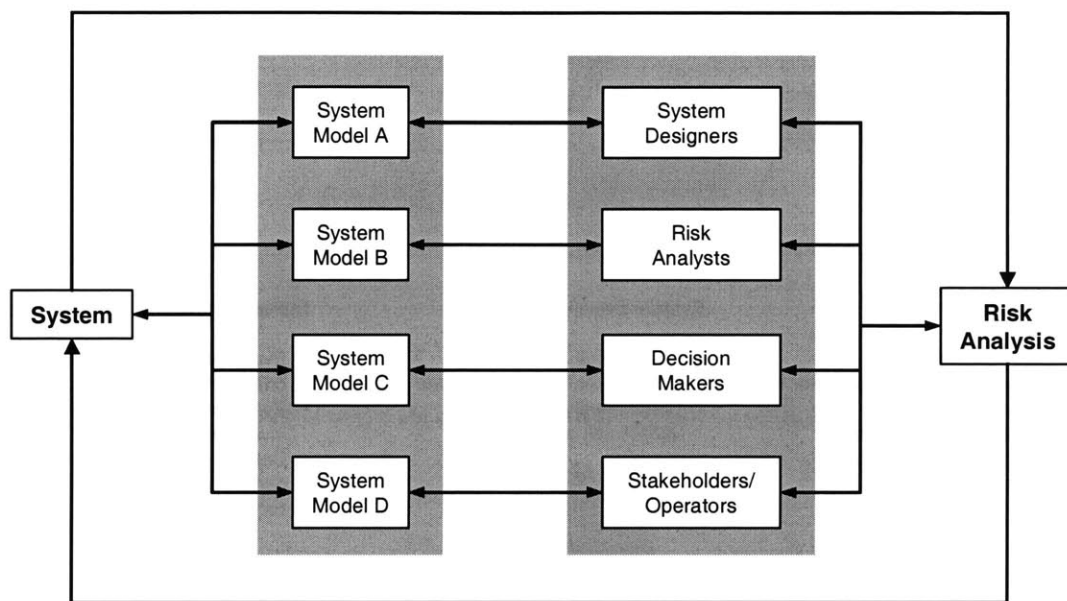 System
Model A
System
Designers
System
Model B
Risk
Analysts
System
Risk
Analysis
System
Model C
Decision
Makers
System
Model D
Stakeholders/
Operators